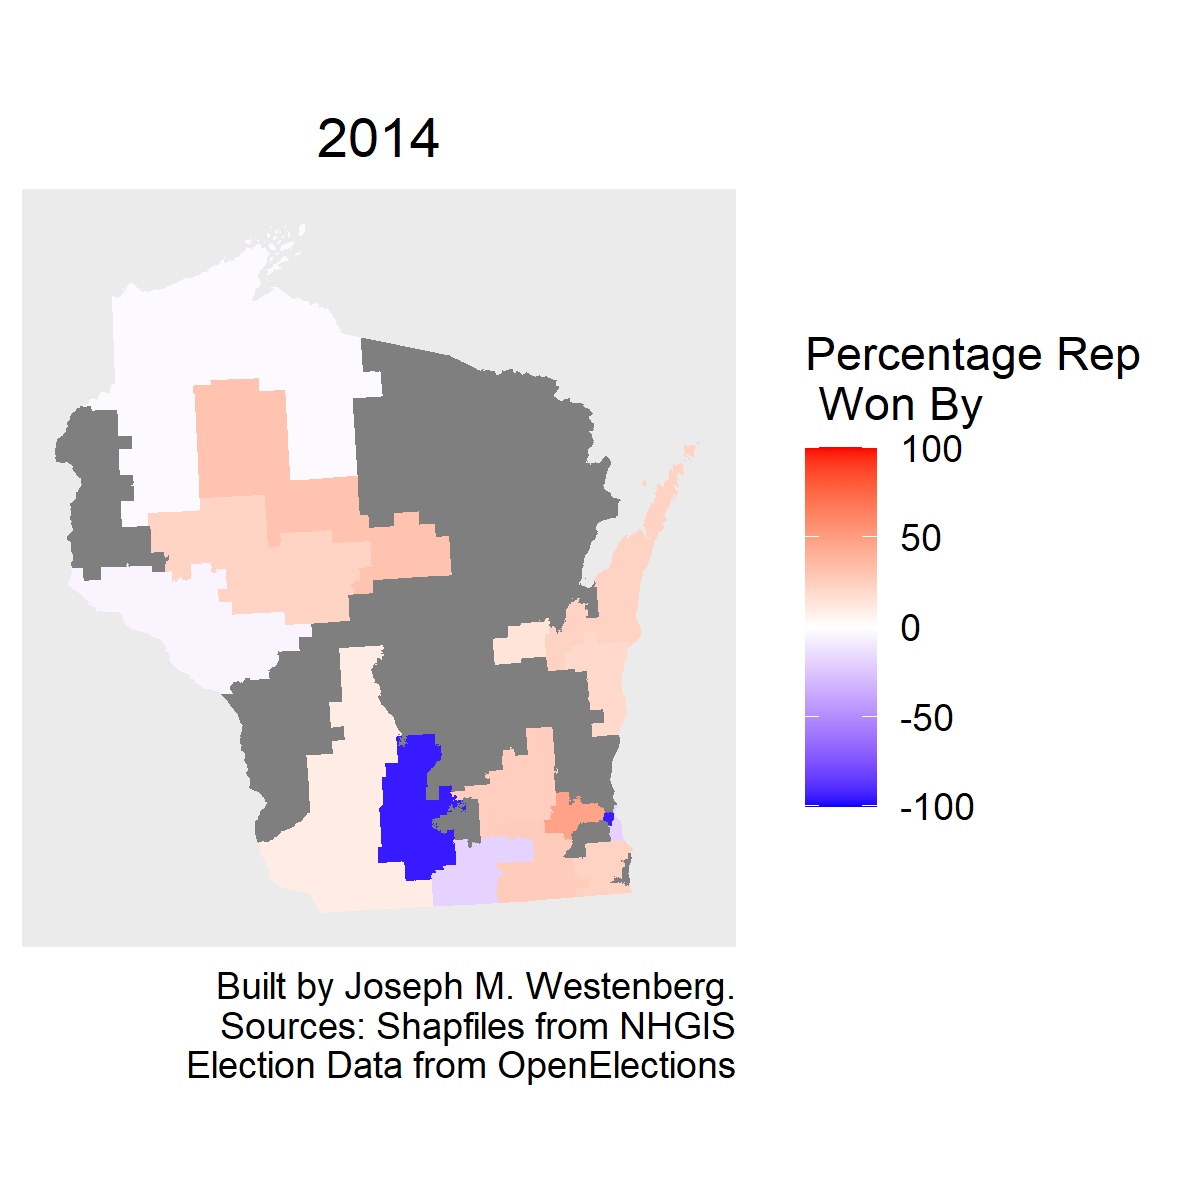 2014
Percentage Rep
Won By
100
50
0
-50
-100
Built by Joseph M. Westenberg.
Sources: Shapfiles from NHGIS
Election Data from OpenElections